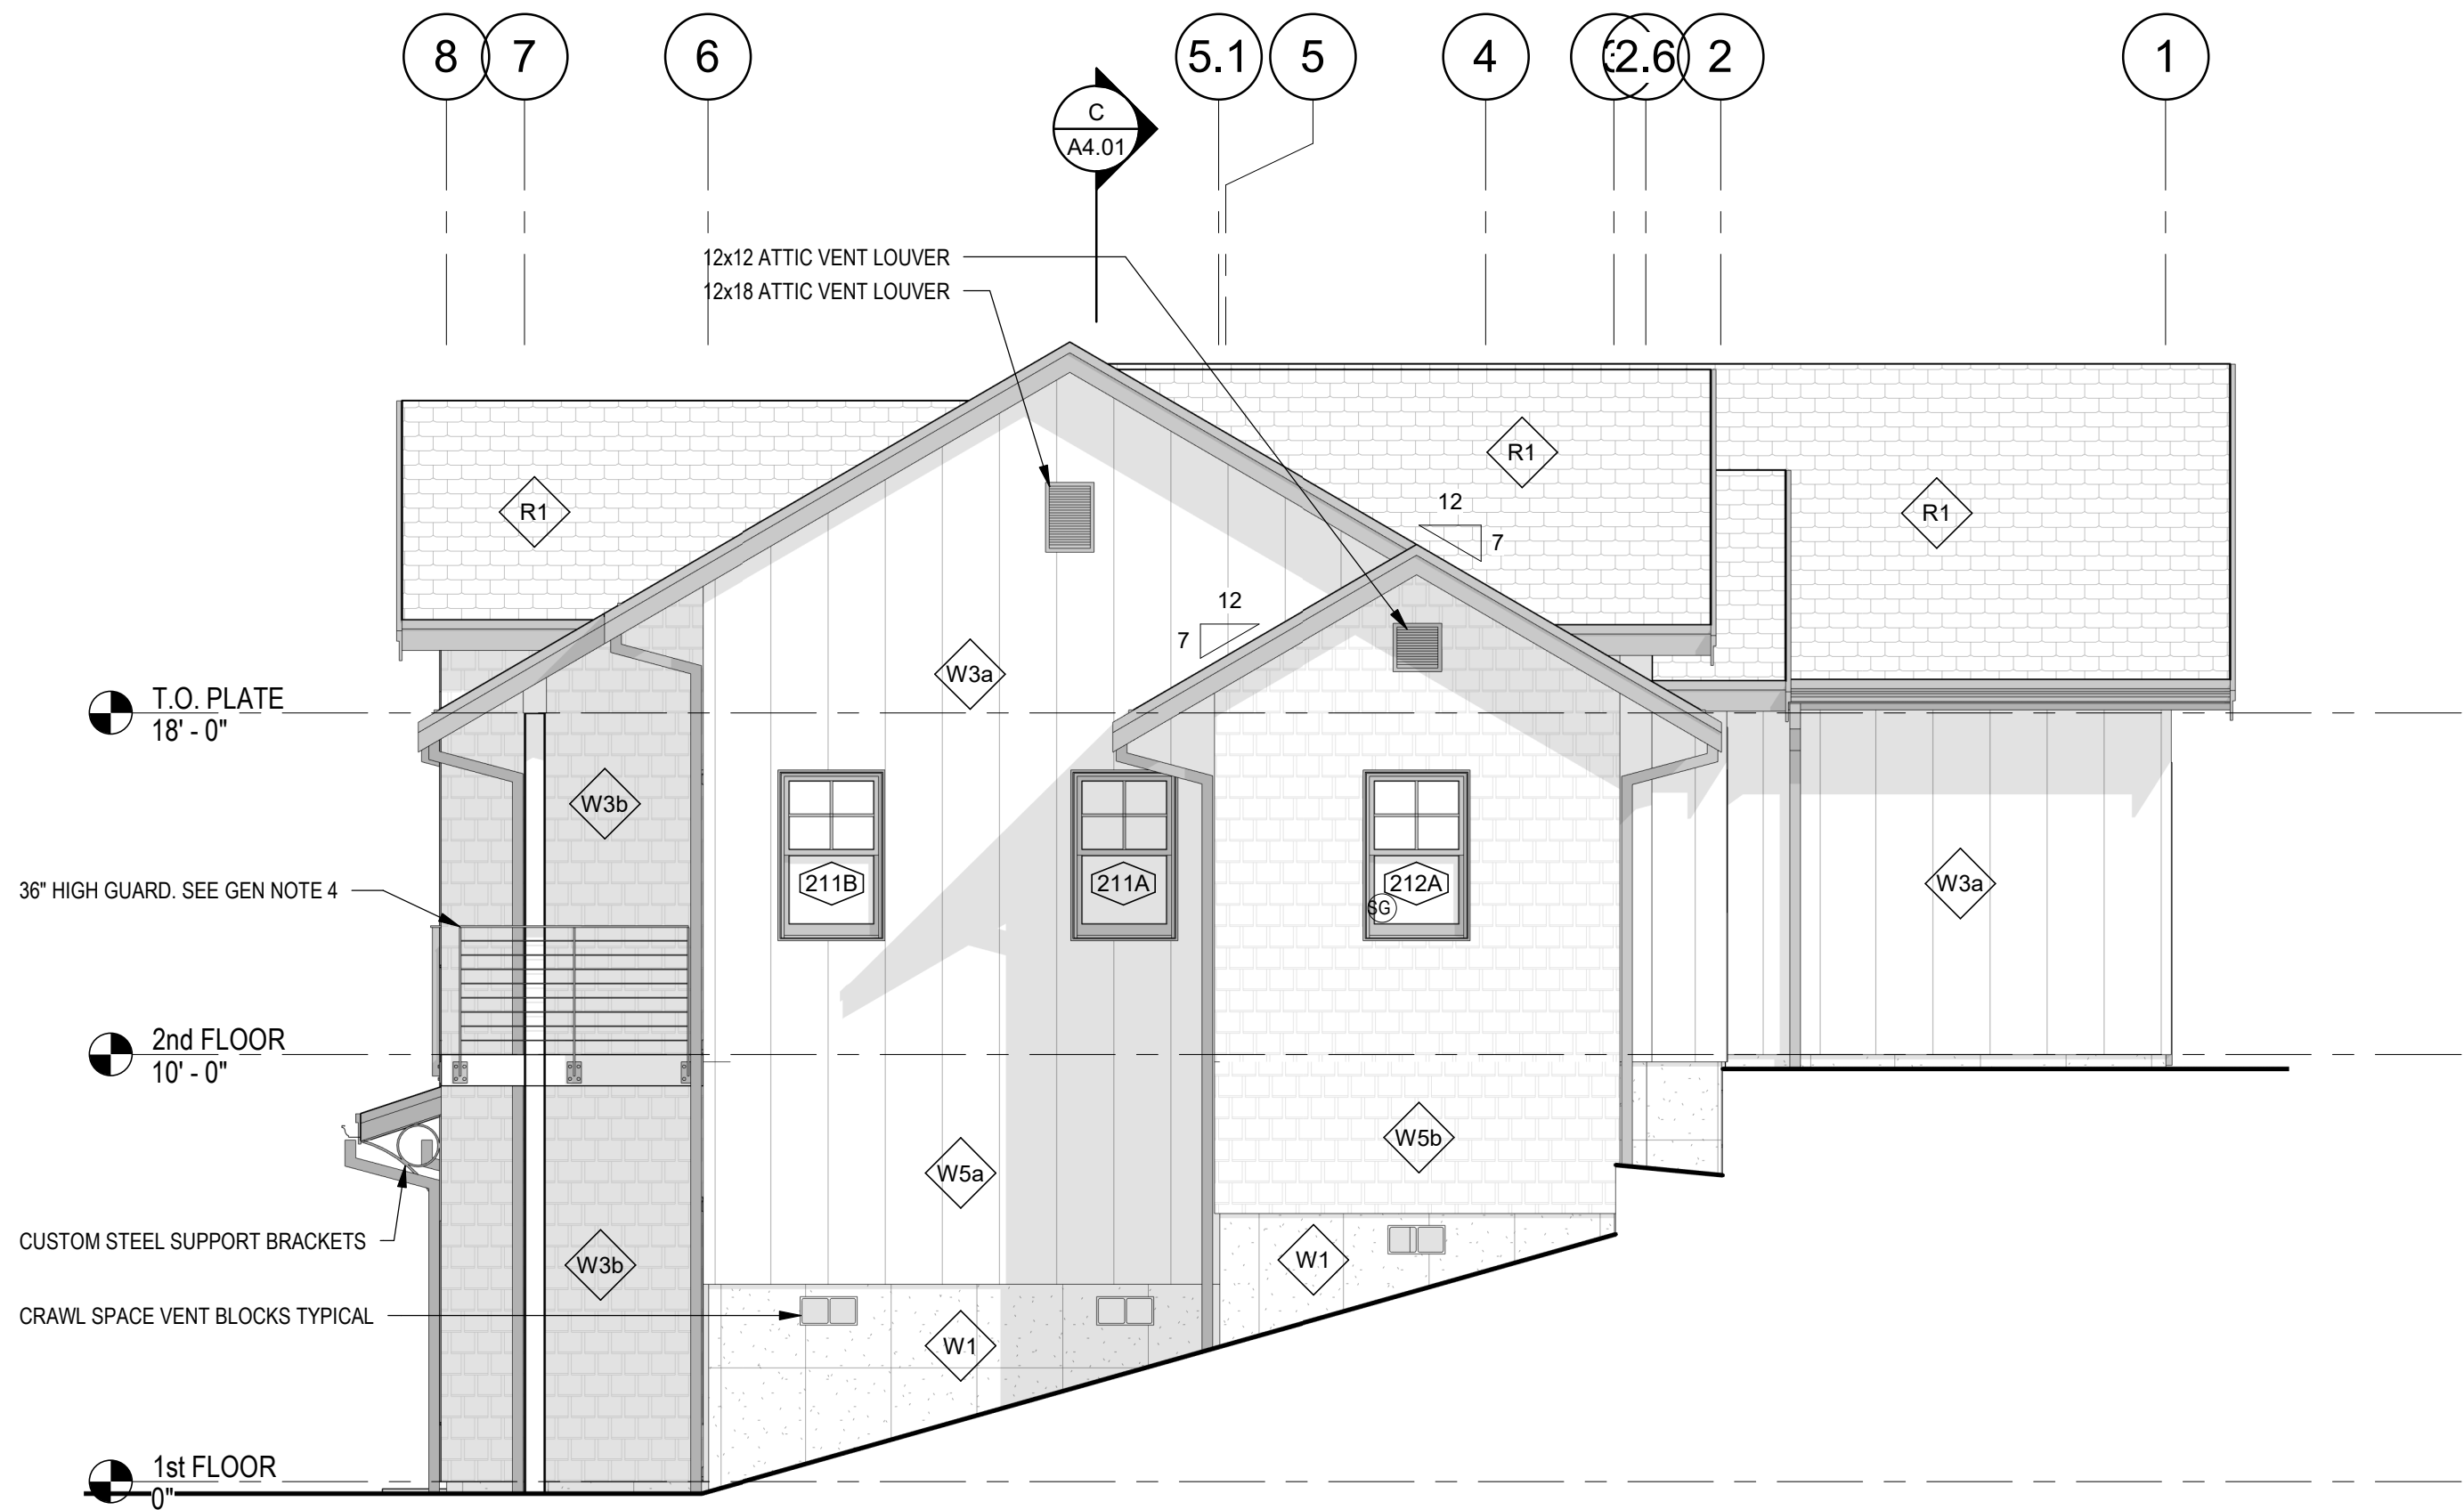 8
7
6
5.1
5
4
2.6
2
1
C
A4.01
12x12 ATTIC VENT LOUVER
12x18 ATTIC VENT LOUVER
R1
R1
R1
12
7
12
7
W3a
T.O. PLATE
18' - 0"
W3b
211B
211A
212A
SG
W3a
36" HIGH GUARD. SEE GEN NOTE 4
2nd FLOOR
10' - 0"
W5a
W5b
CUSTOM STEEL SUPPORT BRACKETS
W3b
W1
CRAWL SPACE VENT BLOCKS TYPICAL
W1
1st FLOOR
0"